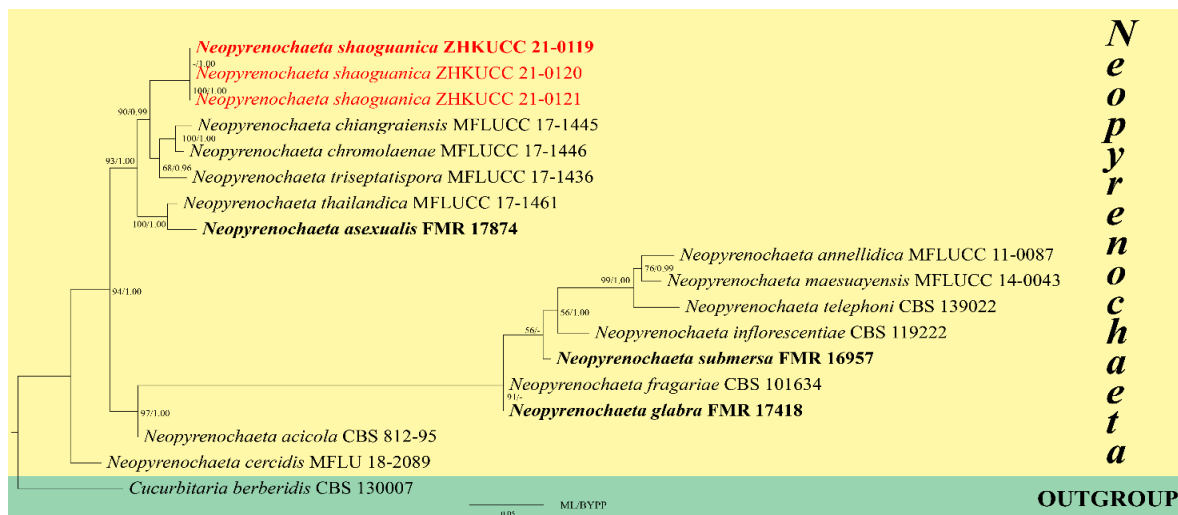 Neopyrenochaeta shaoguanica ZHKUCC 21-0119
-/1.00
Neopyrenochaeta shaoguanica ZHKUCC 21-0120
100/1.00
Neopyrenochaeta shaoguanica ZHKUCC 21-0121
90/0.99
Neopyrenochaeta chiangraiensis MFLUCC 17-1445
100/1.00
Neopyrenochaeta chromolaenae MFLUCC 17-1446
93/1.00
68/0.96
Neopyrenochaeta triseptatispora MFLUCC 17-1436
Neopyrenochaeta thailandica MFLUCC 17-1461
100/1.00
Neopyrenochaeta asexualis FMR 17874
Neopyrenochaeta annellidica MFLUCC 11-0087
76/0.99
Neopyrenochaeta maesuayensis MFLUCC 14-0043
99/1.00
94/1.00
Neopyrenochaeta telephoni CBS 139022
56/1.00
Neopyrenochaeta inflorescentiae CBS 119222
56/-
Neopyrenochaeta submersa FMR 16957
Neopyrenochaeta fragariae CBS 101634
91/-
Neopyrenochaeta glabra FMR 17418
97/1.00
Neopyrenochaeta acicola CBS 812-95
Neopyrenochaeta cercidis MFLU 18-2089
Cucurbitaria berberidis CBS 130007
ML/BYPP
0.05
Neopyrenochaeta
OUTGROUP